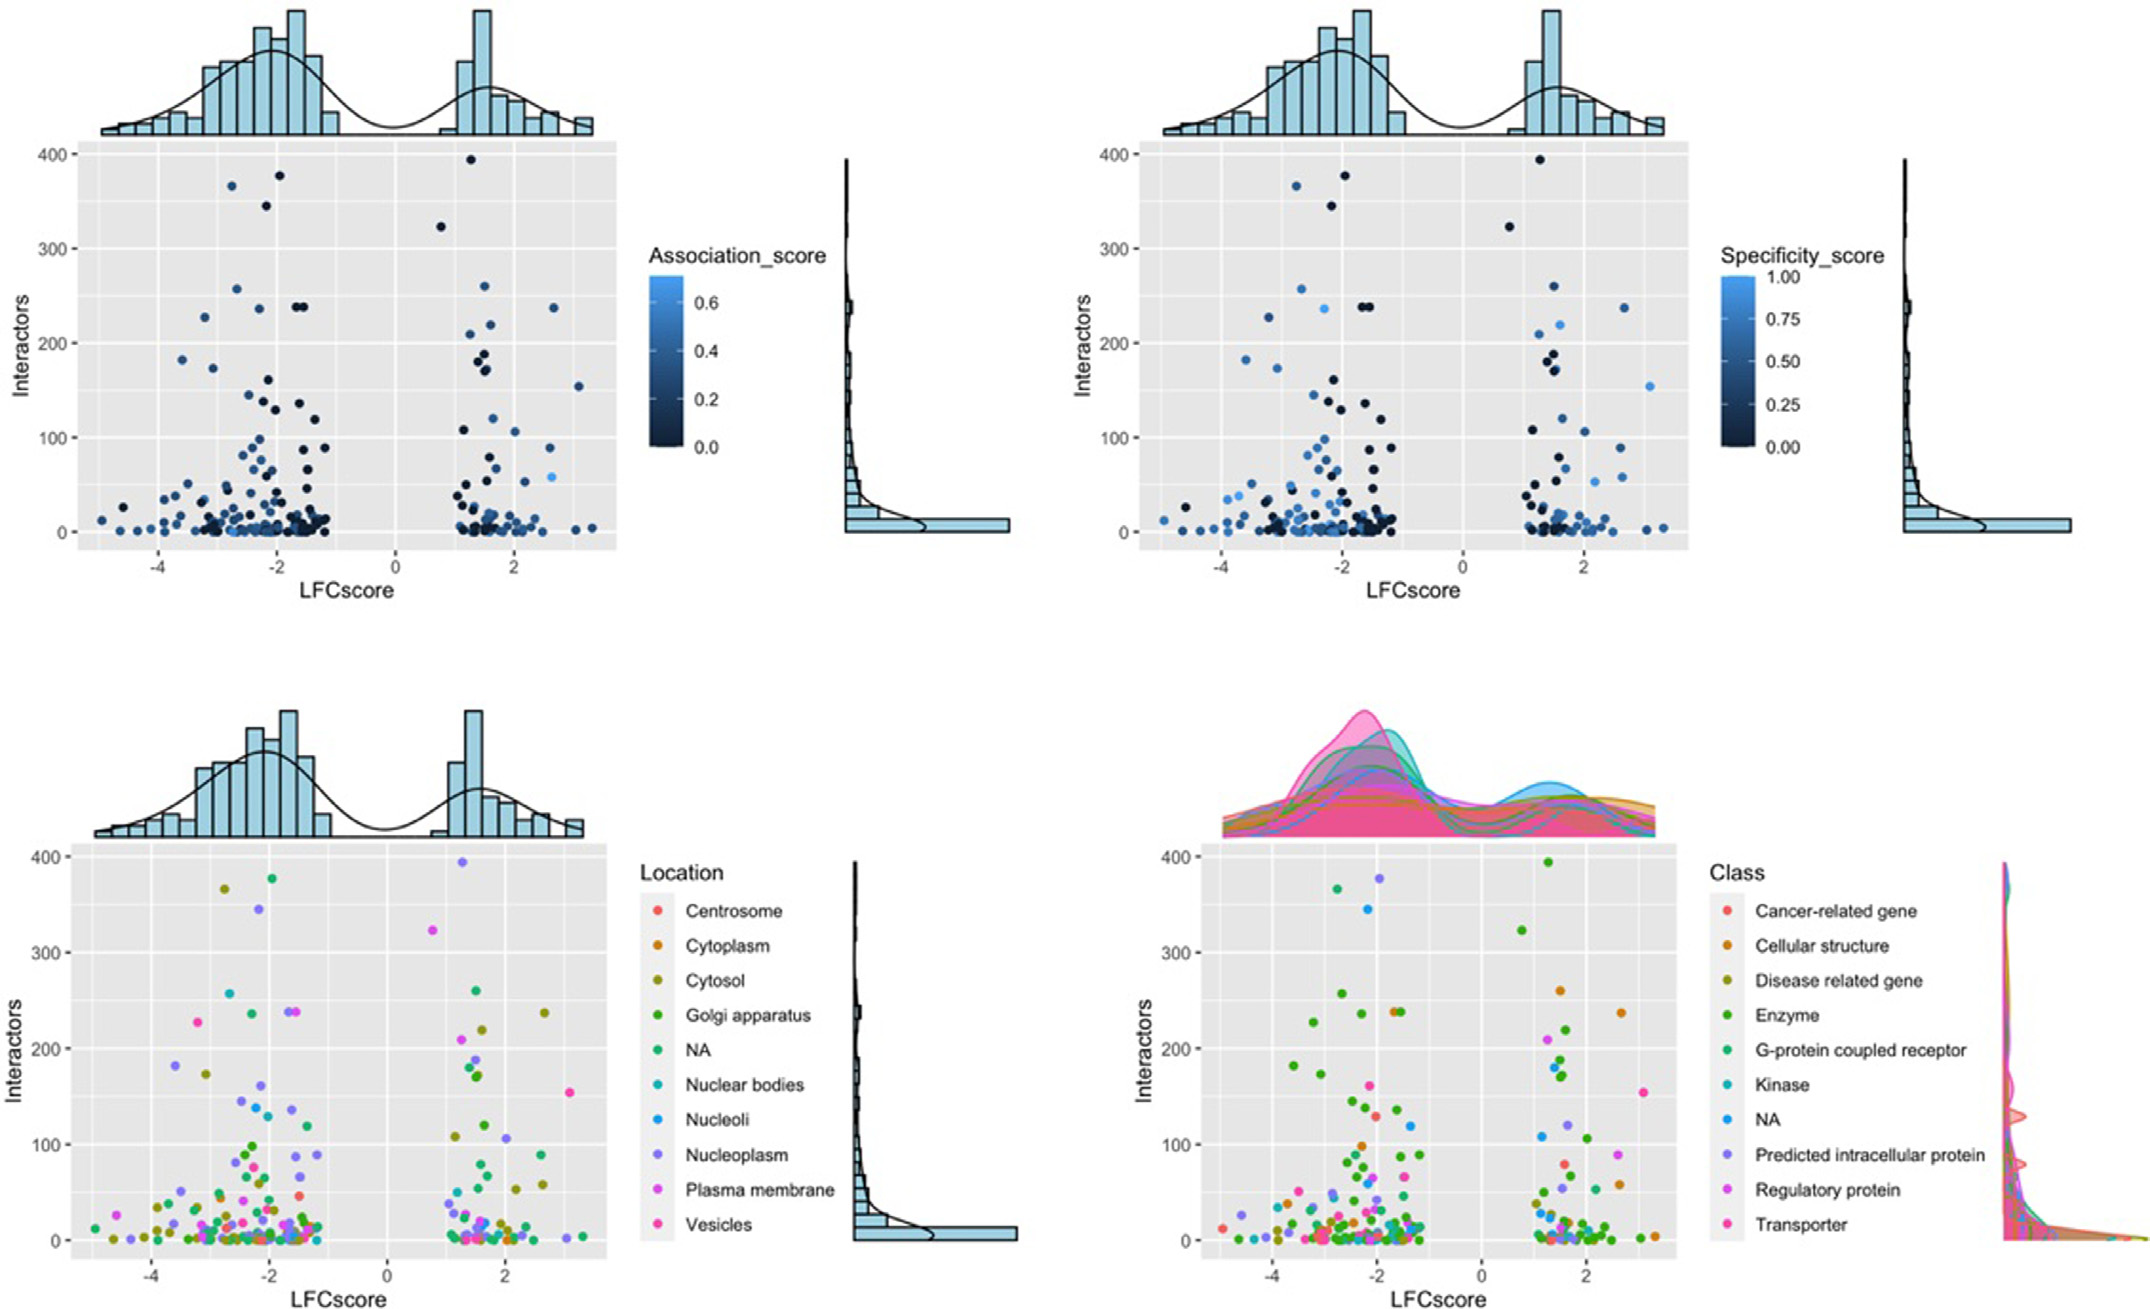 400
300
200
100
0
Interactors
-4
-2
0
2
LFCscore
Association_score
0.6
0.4
0.2
0.0
400
300
200
100
0
Interactors
-4
-2
0
2
LFCscore
Specificity_score
1.00
0.75
0.50
0.25
0.00
400
300
200
100
0
Interactors
-4
-2
0
2
LFCscore
Location
Centrosome
Cytoplasm
Cytosol
Golgi apparatus
NA
Nuclear bodies
Nucleoli
Nucleoplasm
Plasma membrane
Vesicles
400
300
200
100
0
Interactors
-4
-2
0
2
LFCscore
Class
Cancer-related gene
Cellular structure
Disease related gene
Enzyme
G-protein coupled receptor
Kinase
NA
Predicted intracellular protein
Regulatory protein
Transporter